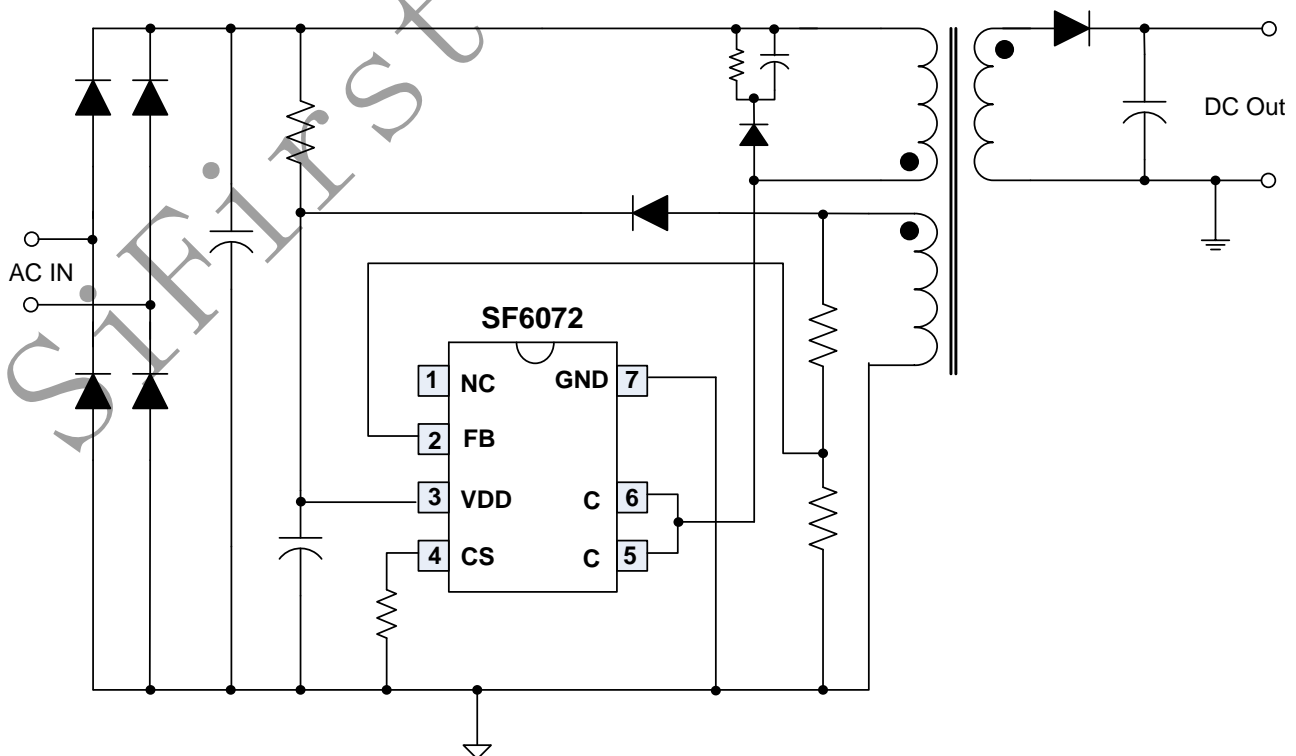 SiFirst
DC Out
AC IN
SF6072
1 NC
GND 7
2 FB
3 VDD
C 6
4 CS
C 5